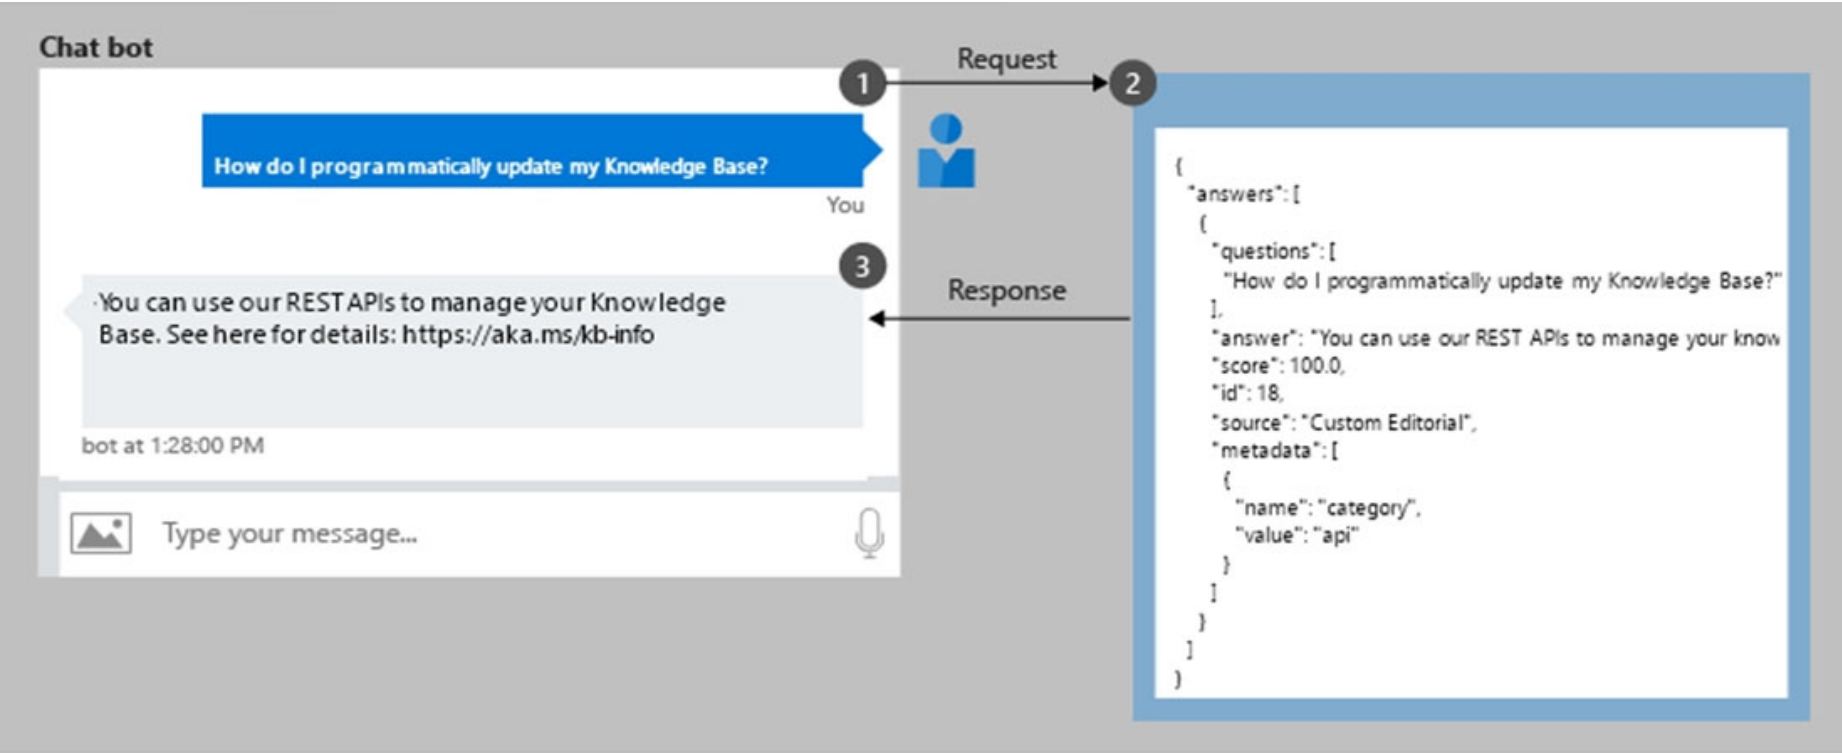 Chat bot
1
Request
2
How do I programmatically update my Knowledge Base?
You
3
Response
You can use our REST APIs to manage your Knowledge
Base. See here for details: https://aka.ms/kb-info
bot at 1:28:00 PM
Type your message...
{
"answers": [
{
"questions": [
"How do I programmatically update my Knowledge Base?"
],
"answer": "You can use our REST APIs to manage your know
"score": 100.0,
"id": 18,
"source": "Custom Editorial",
"metadata": [
{
"name": "category",
"value": "api"
}
]
}
]
}